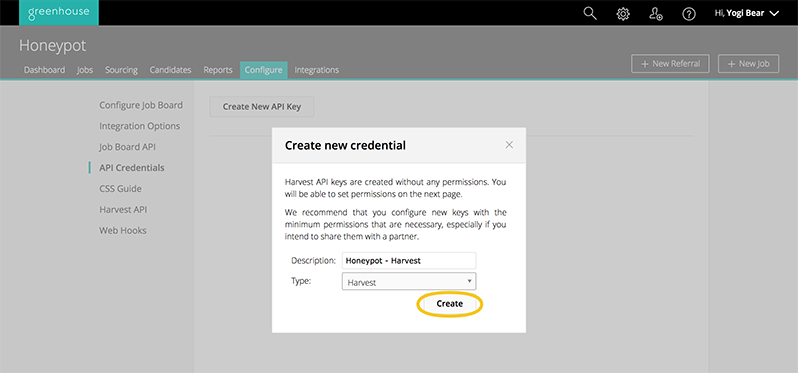 greenhouse
Hi, Yogi Bear
Honeypot
Dashboard Jobs Sourcing Candidates Reports Configure Integrations
+ New Referral + New Job
Configure Job Board
Integration Options
Job Board API
API Credentials
CSS Guide
Harvest API
Web Hooks
Create New API Key
Create new credential
Harvest API keys are created without any permissions. You
will be able to set permissions on the next page.
We recommend that you configure new keys with the
minimum permissions that are necessary, especially if you
intend to share them with a partner.
Description: Honeypot - Harvest
Type: Harvest
Create